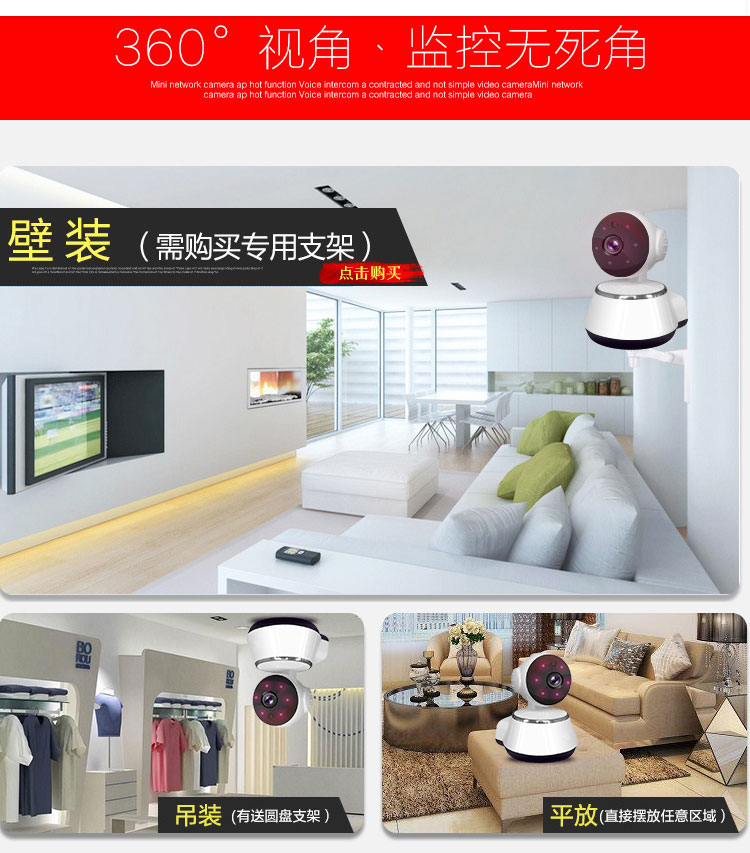 360°视角、监控无死角
Mini network camera ap hot function Voice intercom a contracted and not simple video cameraMini network
camera ap hot function Voice intercom a contracted and not simple video camera
壁装（需购买专用支架）
点击购买
BO
吊装 (有送圆盘支架）
平放(直接摆放任意区域）